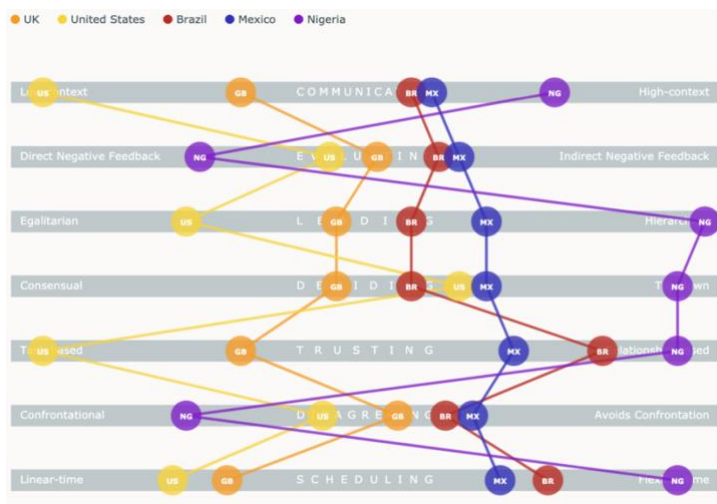 UK United States Brazil Mexico Nigeria
US GB COMMUNICA BR MX NG High-context
Direct Negative Feedback NG US GB BR MX Indirect Negative Feedback
Egalitarian US GB BR MX NG
Consensual GB BR US MX NG
US GB TRUSTING MX BR NG
Confrontational NG US GB BR MX Avoids Confrontation
Linear-time US GB SCHEDULING MX BR NG